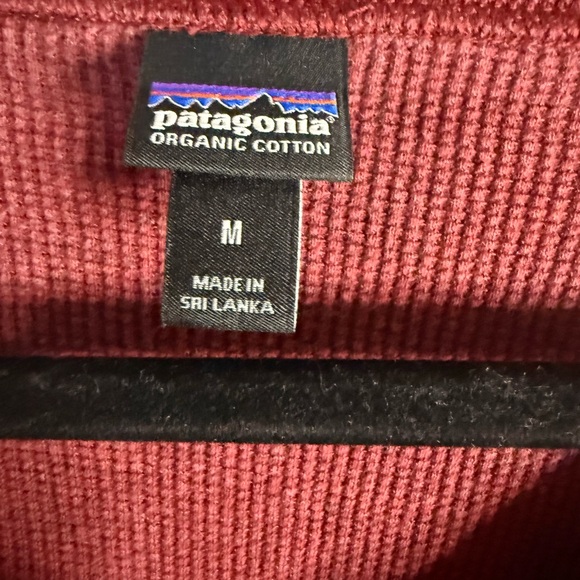 patagonia®
ORGANIC COTTON
M
MADE IN
SRI LANKA